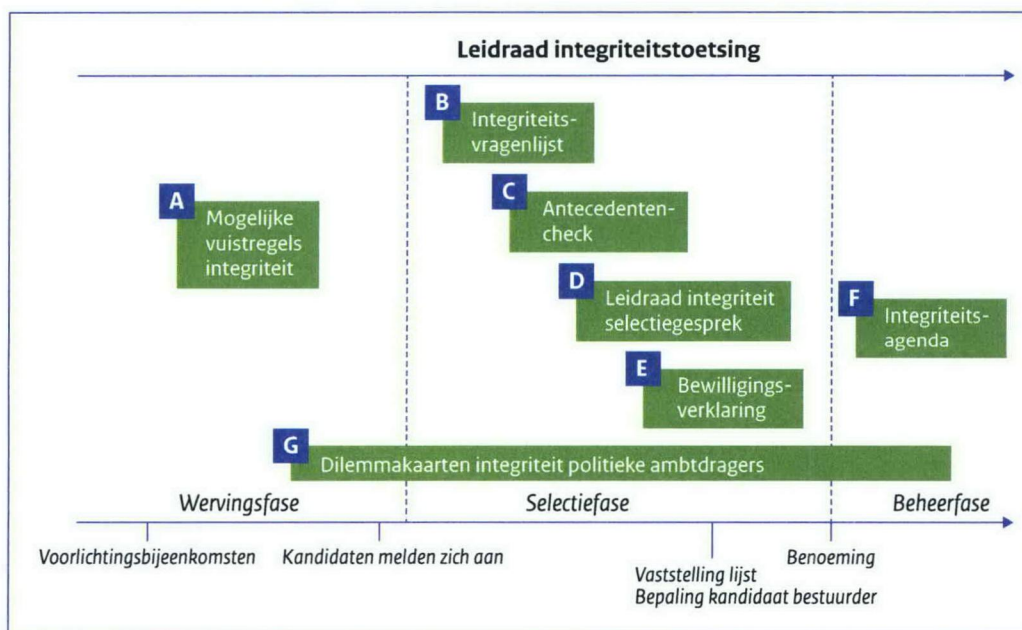 Leidraad integriteitstoetsing
B
Integriteits-
vragenlijst
A
Mogelijke
vuistregels
integriteit
C
Antecedenten-
check
D
Leidraad integriteit
selectiegesprek
F
Integriteits-
agenda
E
Bewilligings-
verklaring
G
Dilemmakaarten integriteit politieke ambtdragers
Wervingsfase
Selectiefase
Beheerfase
Voorlichtingsbijeenkomsten
Kandidaten melden zich aan
Vaststelling lijst
Bepaling kandidaat bestuurder
Benoeming